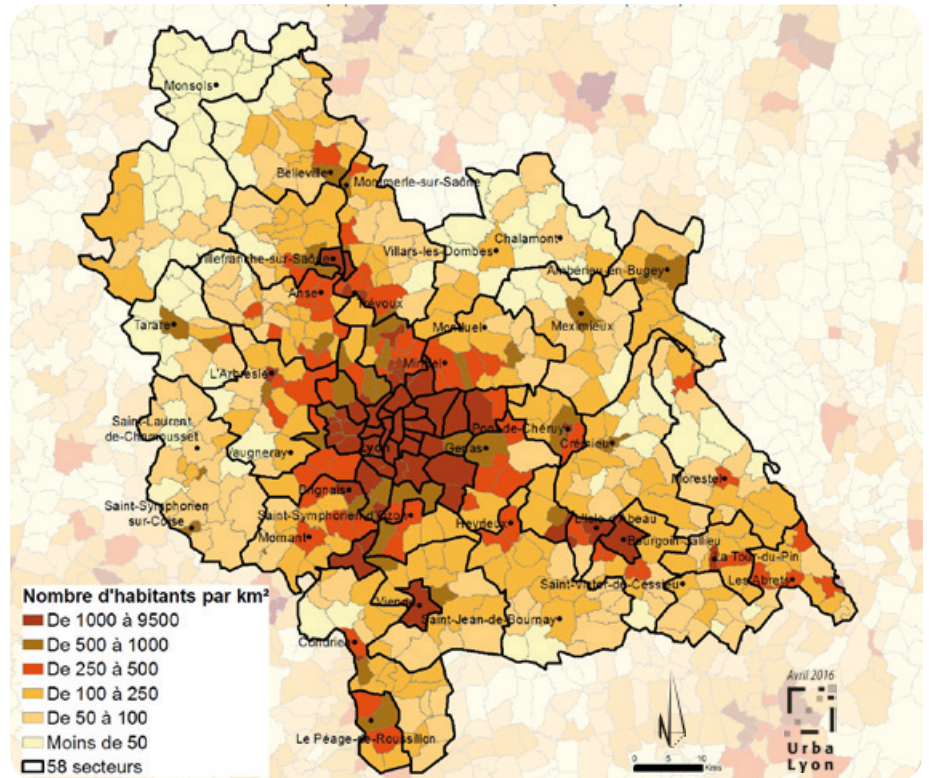 Monsols
Belleville
Montmerle-sur-Saône
Chalamont
Villars-les-Dombes
Villefranche-sur-Saône
Ambérieu-en-Bugey
Anse
Trévoux
Tarare
Montluel
Meximieux
Miribel
L'Arbresle
Saint-Laurent
de-Chamousset
Pont-de-Chéruy
Crémieu
Lyon
Genas
Vaugneray
Morestel
Brignais
Saint-Symphorien
sur-Coise
Saint-Symphorien d'Ozon
Heyrieux
L'Isle d'Abeau
Mornant
Bourgoin-Jallieu
La Tour-du-Pin
Saint-Victor-de-Cessieu
Les Abrets
Vienne
Saint-Jean-de-Bournay
Condrieu
Le Péage-de-Roussillon
Nombre d'habitants par km²
De 1000 à 9500
De 500 à 1000
De 250 à 500
De 100 à 250
De 50 à 100
Moins de 50
58 secteurs
Avril 2016
0 5 10
Kms
Urba
Lyon